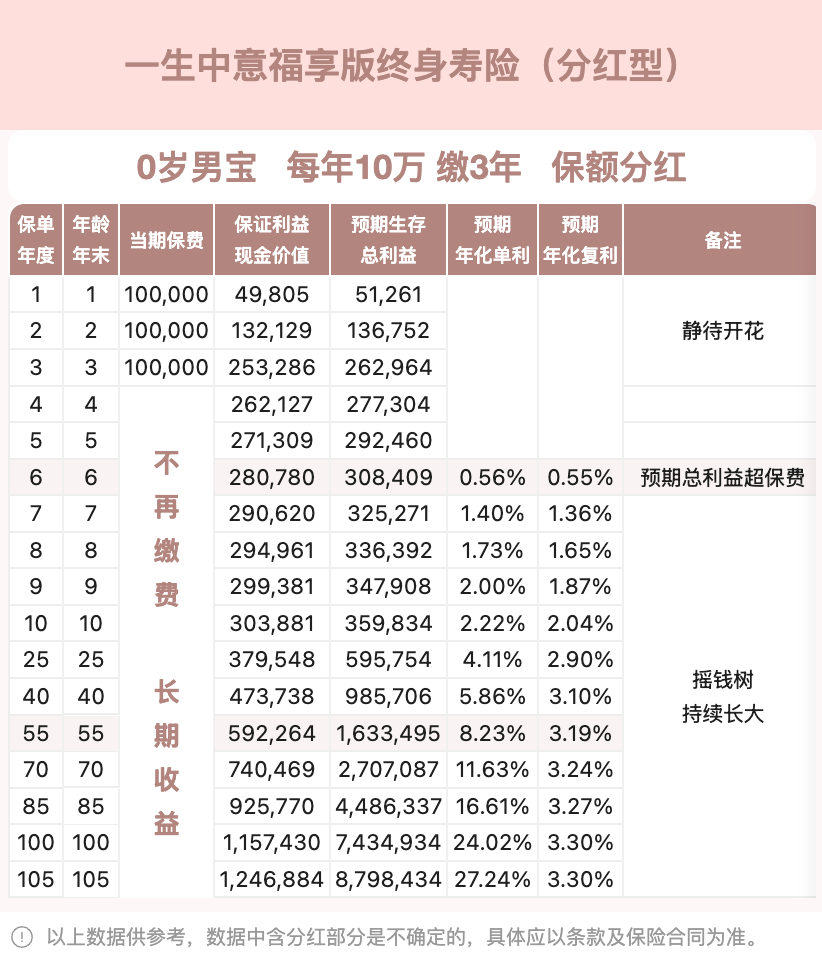 一生中意福享版终身寿险（分红型）
0岁男宝 每年10万 缴3年 保额分红
保单年度 年龄年末 当期保费 保证利益现金价值 预期生存总利益 预期年化单利 预期年化复利 备注
1 1 100,000 49,805 51,261
2 2 100,000 132,129 136,752 静待开花
3 3 100,000 253,286 262,964
4 4 262,127 277,304
5 5 271,309 292,460
6 6 280,780 308,409 0.56% 0.55% 预期总利益超保费
7 7 290,620 325,271 1.40% 1.36%
8 8 294,961 336,392 1.73% 1.65%
9 9 299,381 347,908 2.00% 1.87%
10 10 303,881 359,834 2.22% 2.04%
25 25 379,548 595,754 4.11% 2.90%
40 40 473,738 985,706 5.86% 3.10%
55 55 592,264 1,633,495 8.23% 3.19%
70 70 740,469 2,707,087 11.63% 3.24%
85 85 925,770 4,486,337 16.61% 3.27%
100 100 1,157,430 7,434,934 24.02% 3.30%
105 105 1,246,884 8,798,434 27.24% 3.30%
不再缴费 长期收益
摇钱树
持续长大
以上数据供参考，数据中含分红部分是不确定的，具体应以条款及保险合同为准。